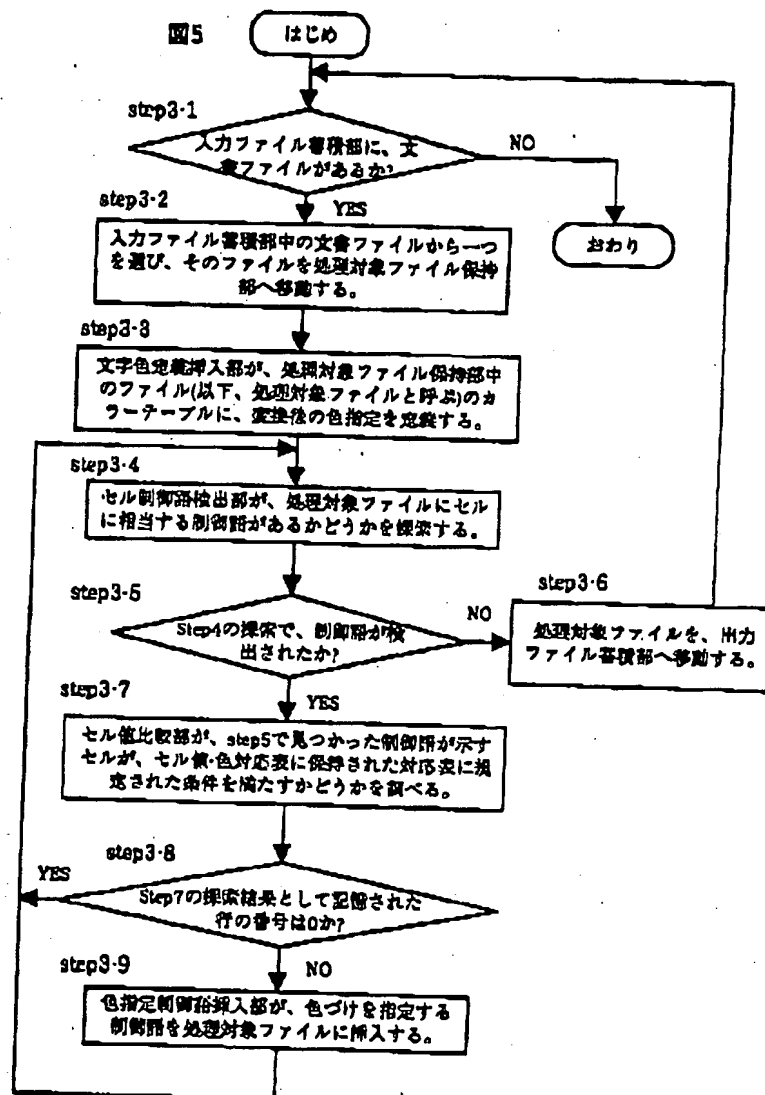 図5
はじめ
step3·1
入力ファイル蓄積部に、文
書ファイルがあるか?
NO
step3·2
YES
おわり
入力ファイル蓄積部中の文書ファイルから一つ
を選び、そのファイルを処理対象ファイル保持
部へ移動する。
step3·3
文字色定義挿入部が、処理対象ファイル保持部中
のファイル(以下、処理対象ファイルと呼ぶ)のカ
ラーテーブルに、変換後の色指定を定義する。
step3·4
セル制御語検出部が、処理対象ファイルにセル
に相当する制御語があるかどうかを探索する。
step3·5
Step4の探索で、制御語が検
出されたか?
NO
step3·6
処理対象ファイルを、出力
ファイル蓄積部へ移動する。
step3·7
YES
セル値比較部が、step5で見つかった制御語が示す
セルが、セル値·色対応表に保持された対応表に規
定された条件を満たすかどうかを調べる。
step3·8
YES
Step7の探索結果として記憶された
行の番号は0か?
step3·9
NO
色指定制御語挿入部が、色づけを指定する
制御語を処理対象ファイルに挿入する。